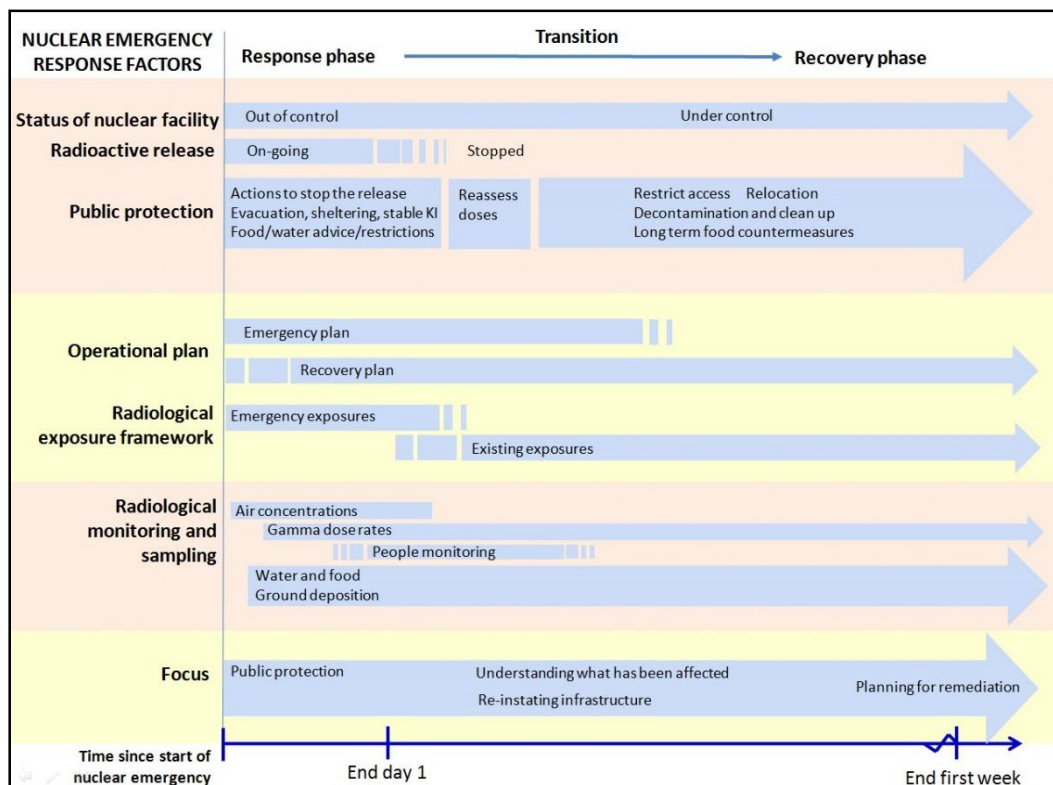 NUCLEAR EMERGENCY
RESPONSE FACTORS
Response phase
Transition
Recovery phase
Status of nuclear facility
Out of control
Under control
Radioactive release
On-going
Stopped
Public protection
Actions to stop the release
Evacuation, sheltering, stable KI
Food/water advice/restrictions
Reassess
doses
Restrict access Relocation
Decontamination and clean up
Long term food countermeasures
Operational plan
Emergency plan
Recovery plan
Radiological
exposure framework
Emergency exposures
Existing exposures
Radiological
monitoring and
sampling
Air concentrations
Gamma dose rates
People monitoring
Water and food
Ground deposition
Focus
Public protection
Understanding what has been affected
Re-instating infrastructure
Planning for remediation
Time since start of
nuclear emergency
End day 1
End first week